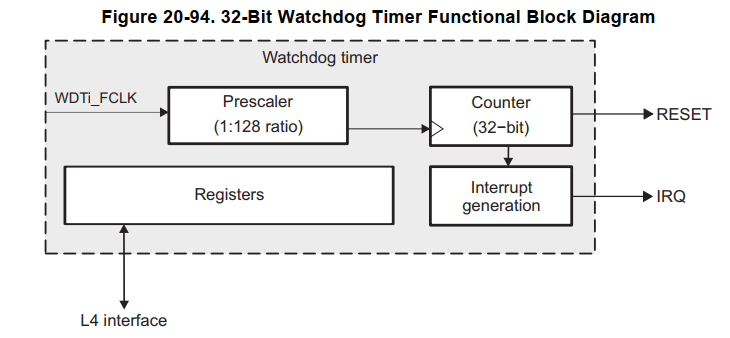 Figure 20-94. 32-Bit Watchdog Timer Functional Block Diagram
Watchdog timer
WDTi_FCLK
Prescaler
(1:128 ratio)
Counter
(32−bit)
RESET
Registers
Interrupt
generation
IRQ
L4 interface